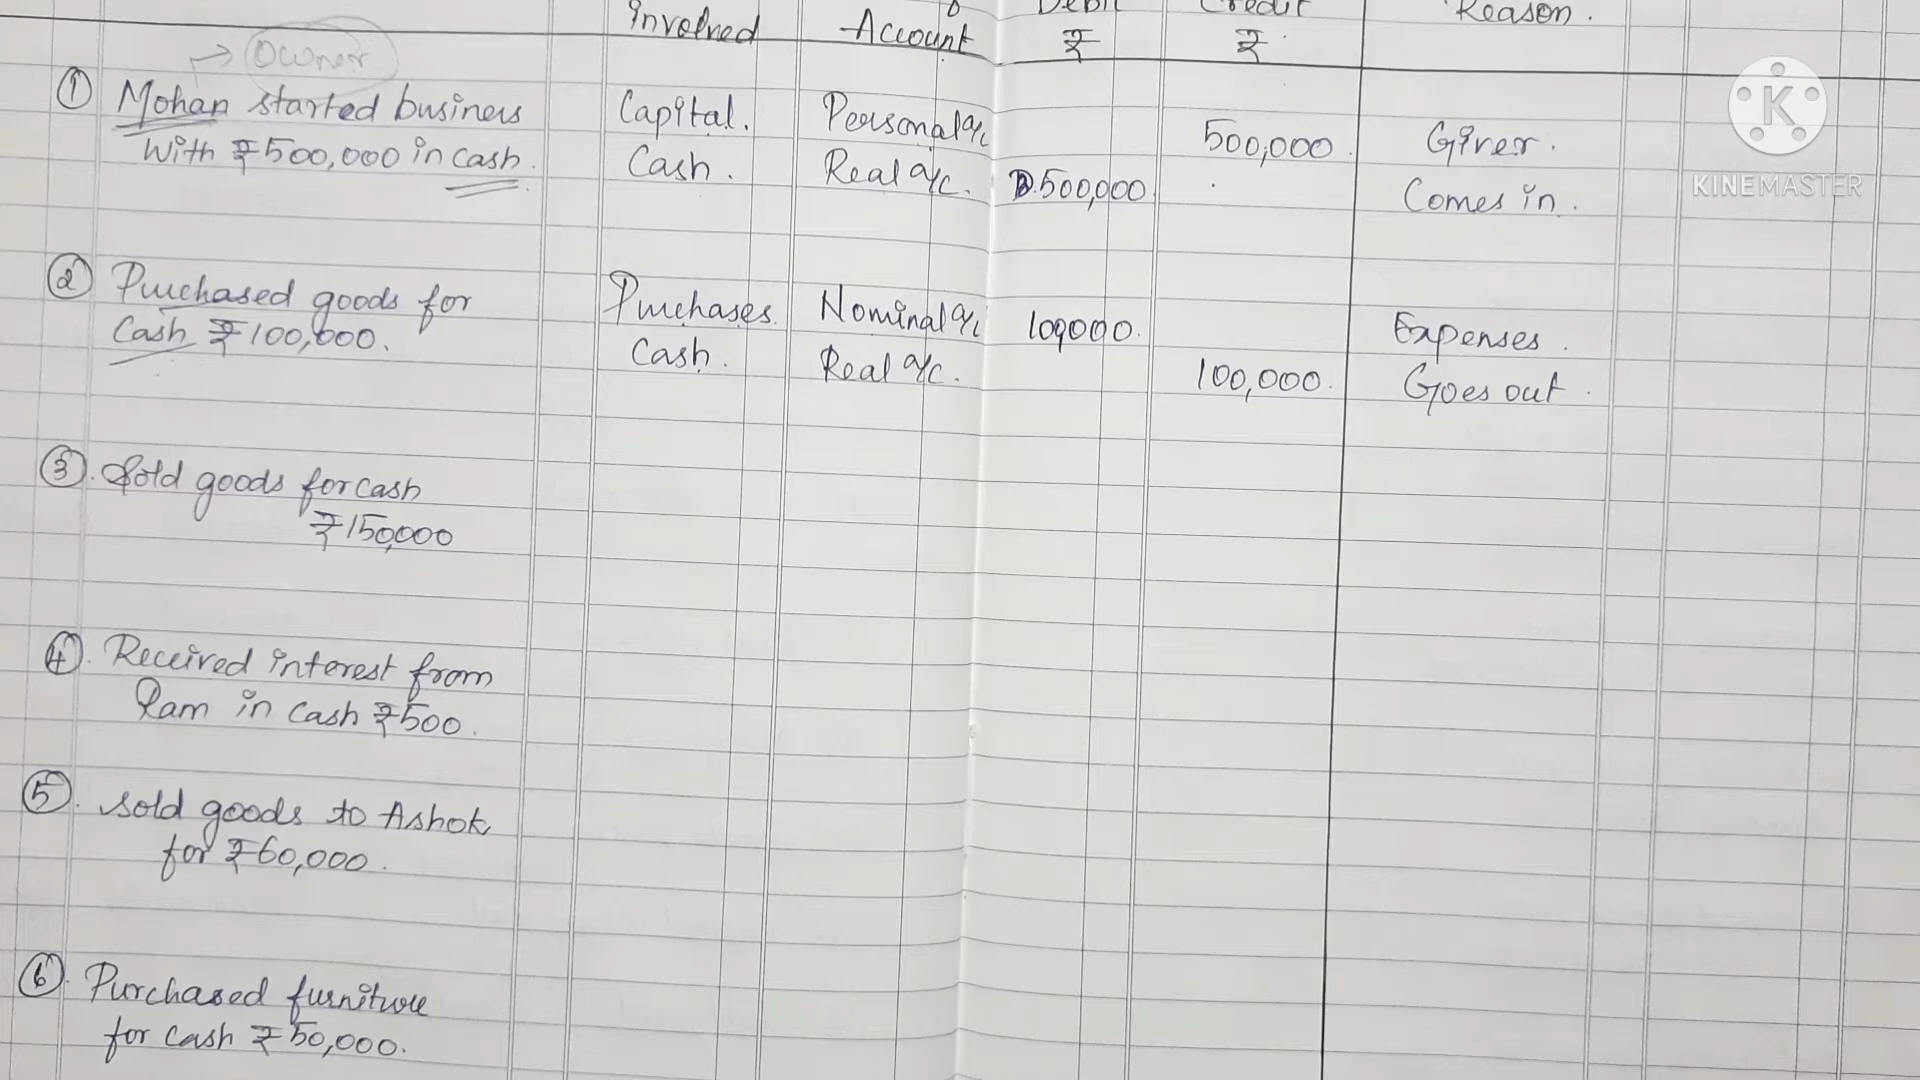 Involved Account Debit Credit Reason.
₹ ₹
→ Owner
① Mohan started business Capital. Personal a/c 500,000. Giver.
With ₹500,000 in cash. Cash. Real a/c. 500,000 Comes in.
② Purchased goods for Purchases. Nominal a/c 100,000. Expenses.
Cash ₹100,000. Cash. Real a/c. 100,000. Goes out.
③. Sold goods for cash
₹150,000
④. Received interest from
Ram in cash ₹500.
⑤. sold goods to Ashok
for ₹60,000.
⑥. Purchased furniture
for cash ₹50,000.
K
KINEMASTER